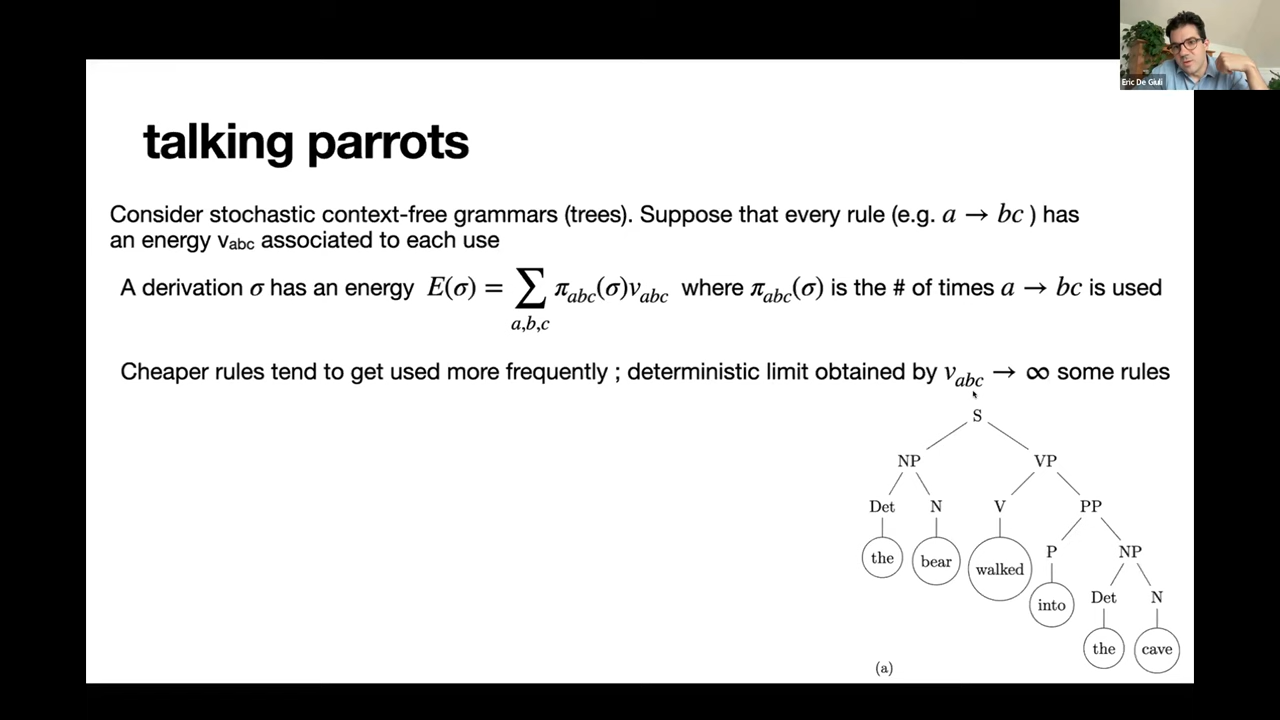 Eric De Giuli
talking parrots
Consider stochastic context-free grammars (trees). Suppose that every rule (e.g. a → bc ) has
an energy vabc associated to each use
A derivation σ has an energy E(σ) = ∑ πabc(σ)vabc where πabc(σ) is the # of times a → bc is used
a,b,c
Cheaper rules tend to get used more frequently ; deterministic limit obtained by vabc → ∞ some rules
S
NP VP
Det N V PP
the bear walked P NP
into Det N
the cave
(a)